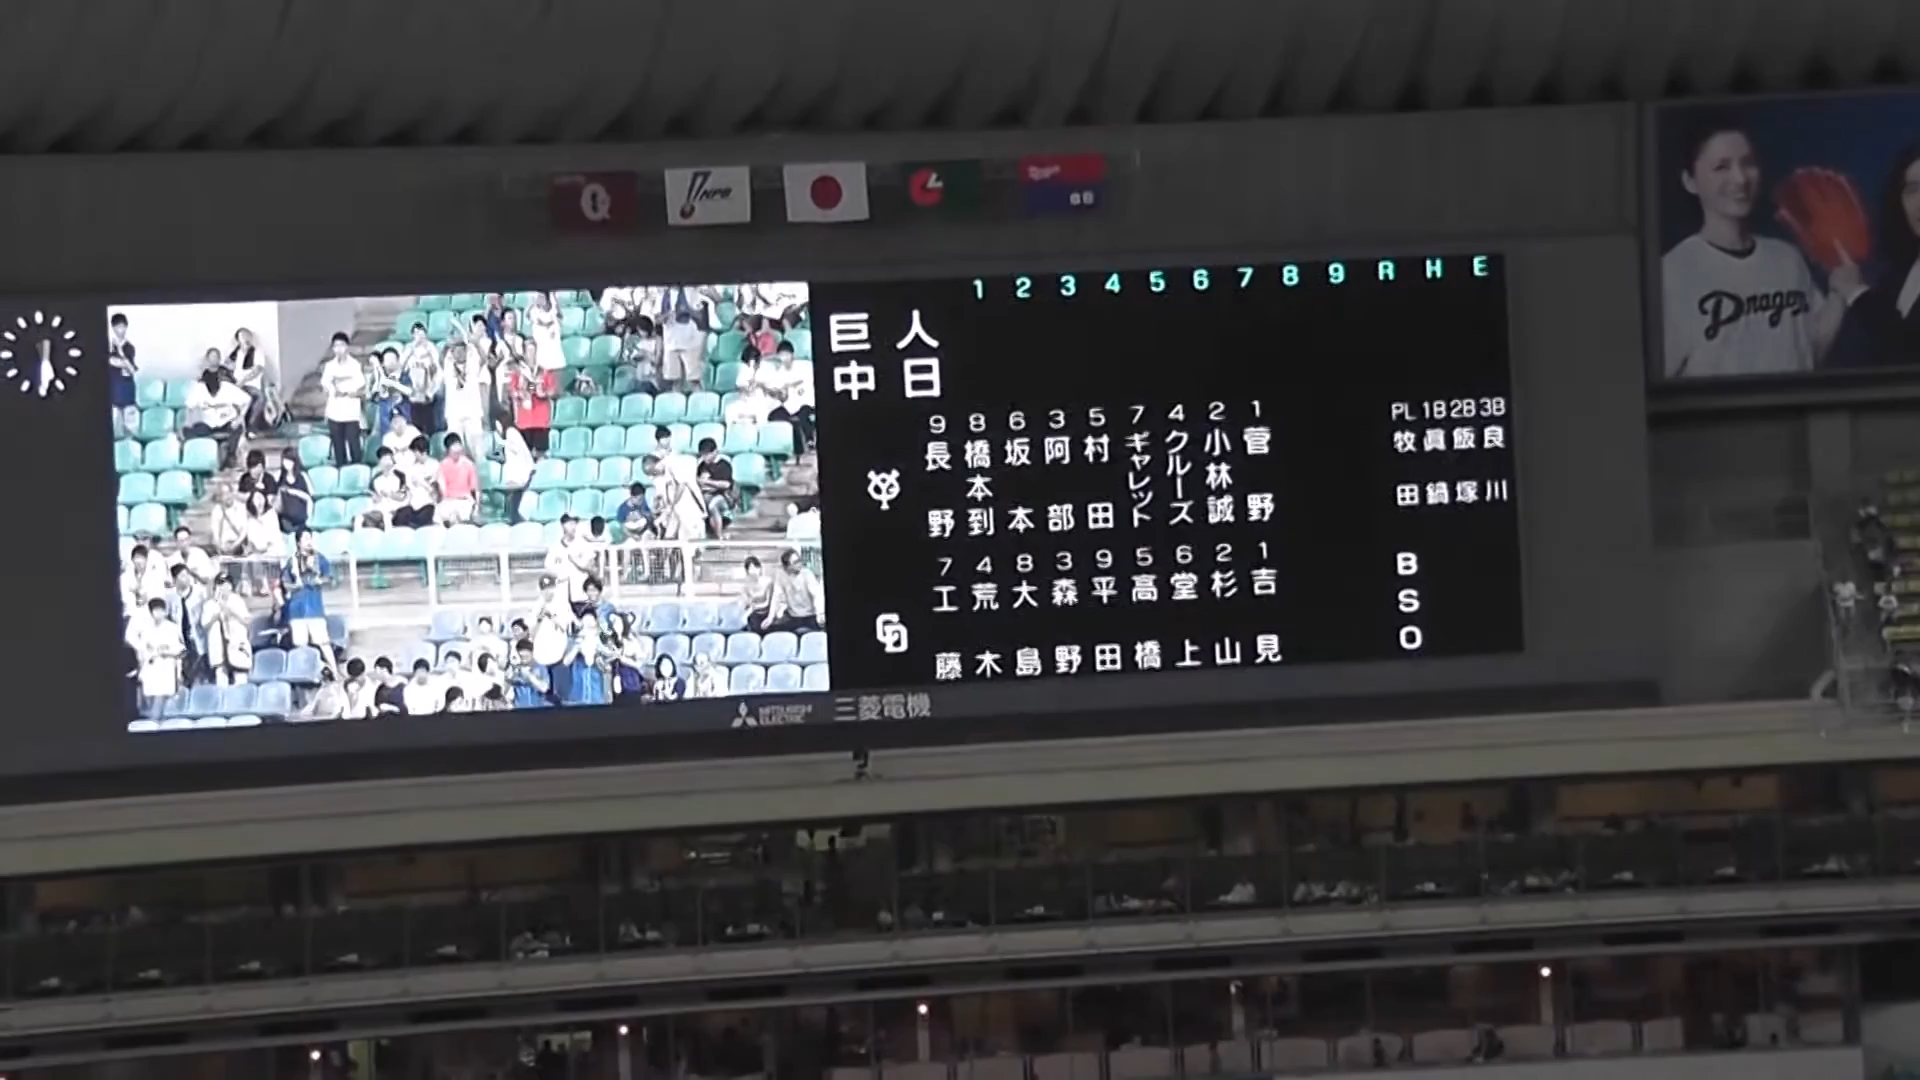 NPB
1 2 3 4 5 6 7 8 9 R H E
巨人
中日
9 8 6 3 5 7 4 2 1
長野 橋本到 坂本 阿部 村田 ギャレット クルーズ 小林誠 菅野
7 4 8 3 9 5 6 2 1
工藤 荒木 大島 森野 平田 高橋 堂上 杉山 吉見
PL 1B 2B 3B
牧田 眞鍋 飯塚 良川
B
S
O
MITSUBISHI ELECTRIC 三菱電機
Dragons